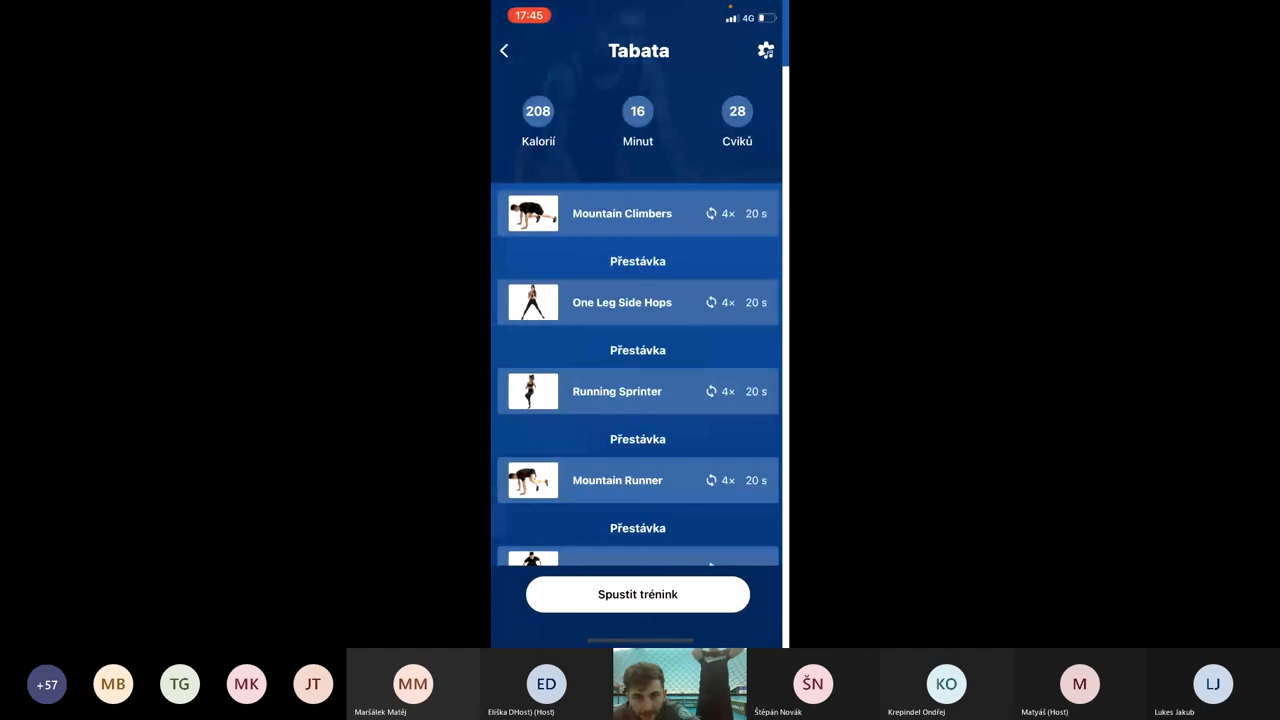 17:45
4G
Tabata
208
16
28
Kalorií
Minut
Cviků
Mountain Climbers 4× 20 s
Přestávka
One Leg Side Hops 4× 20 s
Přestávka
Running Sprinter 4× 20 s
Přestávka
Mountain Runner 4× 20 s
Přestávka
Spustit trénink
+57
MB
TG
MK
JT
MM
Maršálek Matěj
ED
Eliška DHost) (Host)
ŠN
Štěpán Novák
KO
Krepindel Ondřej
M
Matyáš (Host)
LJ
Lukes Jakub